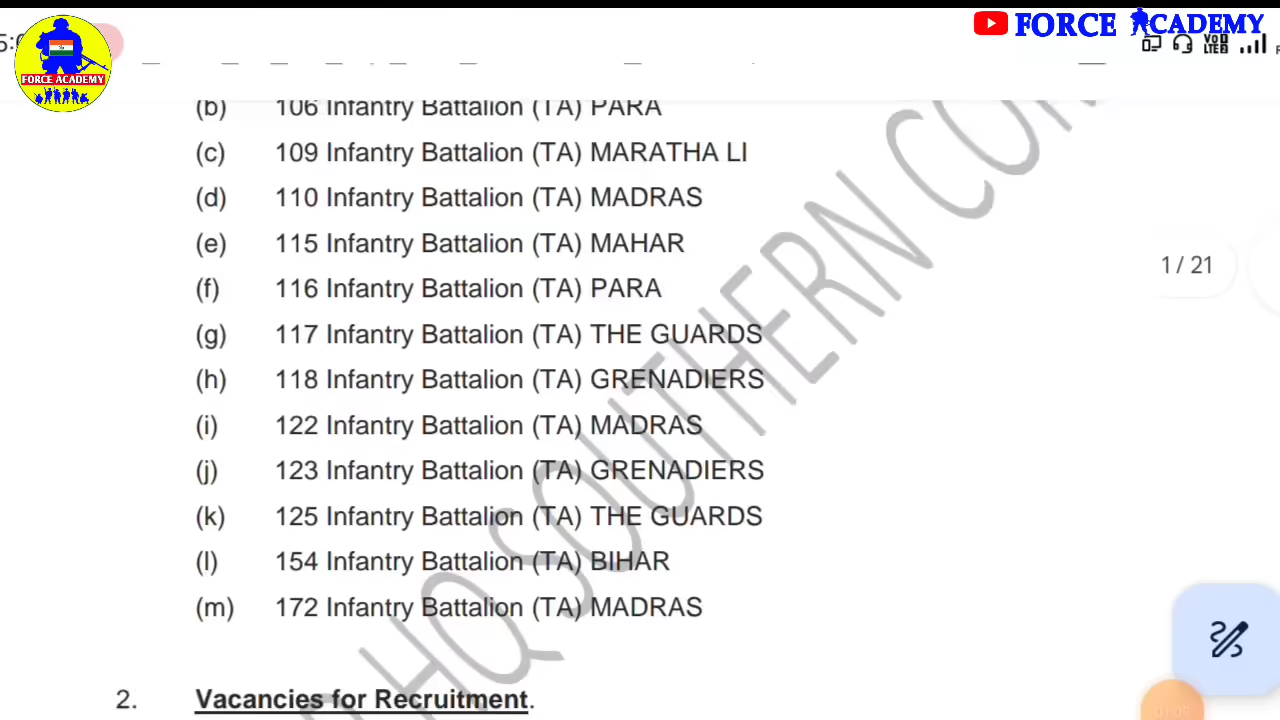 FORCE ACADEMY
FORCE ACADEMY
(b) 106 Infantry Battalion (TA) PARA
(c) 109 Infantry Battalion (TA) MARATHA LI
(d) 110 Infantry Battalion (TA) MADRAS
(e) 115 Infantry Battalion (TA) MAHAR
1 / 21
(f) 116 Infantry Battalion (TA) PARA
(g) 117 Infantry Battalion (TA) THE GUARDS
(h) 118 Infantry Battalion (TA) GRENADIERS
(i) 122 Infantry Battalion (TA) MADRAS
(j) 123 Infantry Battalion (TA) GRENADIERS
(k) 125 Infantry Battalion (TA) THE GUARDS
(l) 154 Infantry Battalion (TA) BIHAR
(m) 172 Infantry Battalion (TA) MADRAS
HQ SOUTHERN
2. Vacancies for Recruitment.